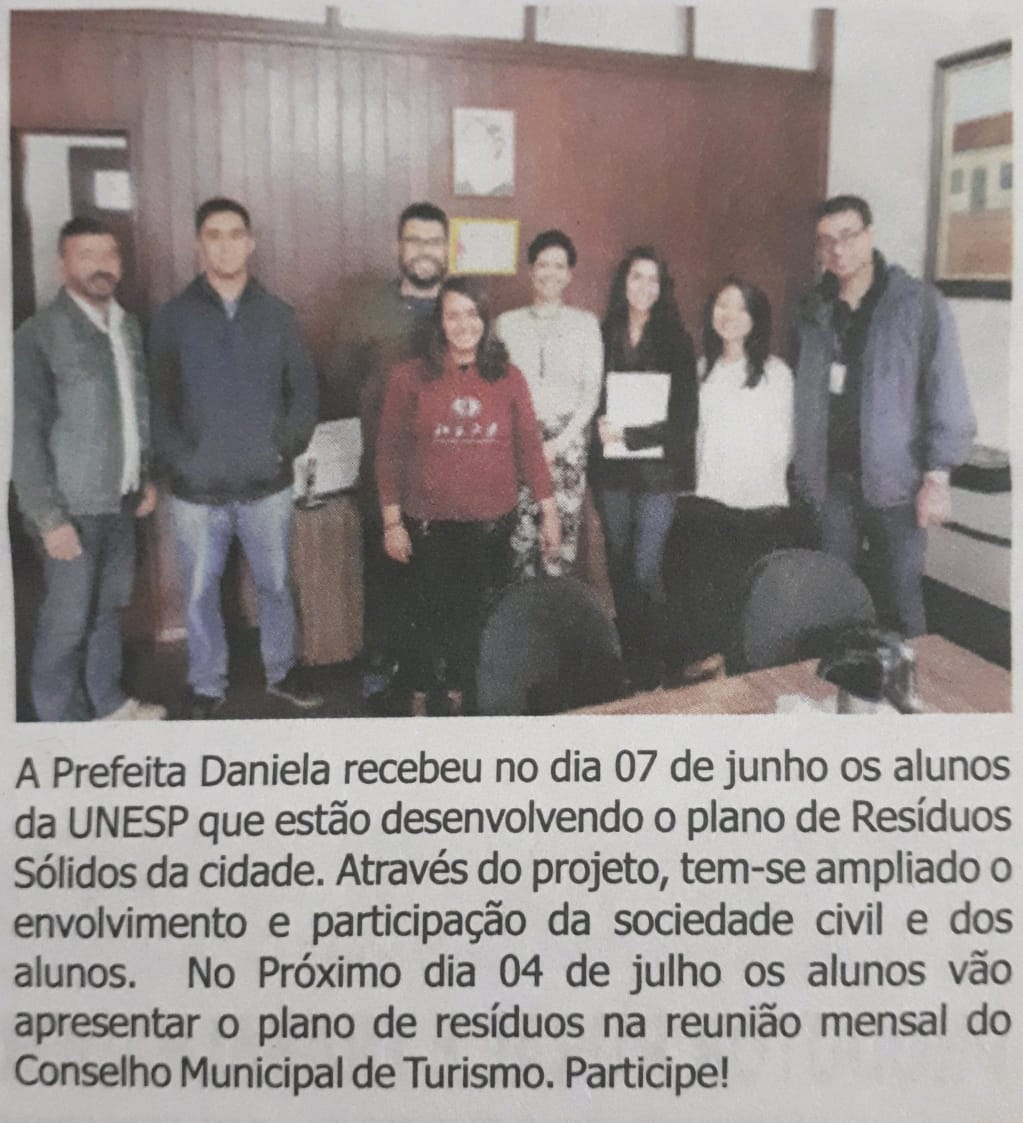 A Prefeita Daniela recebeu no dia 07 de junho os alunos
da UNESP que estão desenvolvendo o plano de Resíduos
Sólidos da cidade. Através do projeto, tem-se ampliado o
envolvimento e participação da sociedade civil e dos
alunos. No Próximo dia 04 de julho os alunos vão
apresentar o plano de resíduos na reunião mensal do
Conselho Municipal de Turismo. Participe!